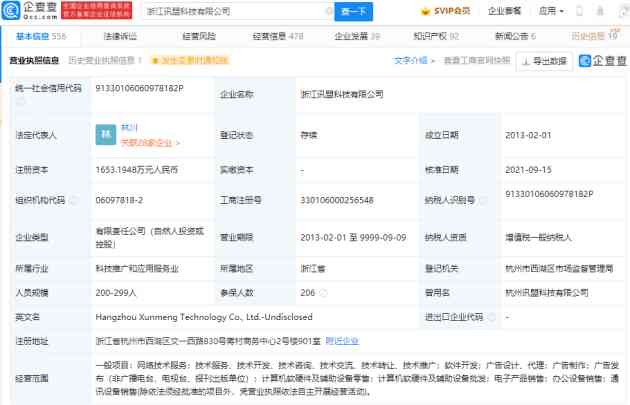 企查查
Qcc.com
全国企业信用查询系统
官方备案企业征信机构
浙江讯盟科技有限公司
查一下
SVIP会员
企业套餐
应用
基本信息 556
法律诉讼
经营风险
经营信息 478
企业发展 39
知识产权 92
新闻公告 6
历史信息 19
VIP
营业执照信息
历史营业执照信息 1
发生变更时通知我
文字介绍 >
查看工商官网快照
导出数据
企查查
统一社会信用代码
91330106060978182P
企业名称
浙江讯盟科技有限公司
法定代表人
林
林川
关联28家企业 >
登记状态
存续
成立日期
2013-02-01
注册资本
1653.1948万元人民币
实缴资本
-
核准日期
2021-09-15
组织机构代码
06097818-2
工商注册号
330106000256548
纳税人识别号
91330106060978182P
企业类型
有限责任公司（自然人投资或
控股）
营业期限
2013-02-01 至 9999-09-09
纳税人资质
增值税一般纳税人
所属行业
科技推广和应用服务业
所属地区
浙江省
登记机关
杭州市西湖区市场监督管理局
人员规模
200-299人
参保人数
206
曾用名
杭州讯盟科技有限公司
英文名
Hangzhou Xunmeng Technology Co., Ltd.-Undisclosed
进出口企业代码
-
注册地址
浙江省杭州市西湖区文一西路830号蒋村商务中心2号楼901室 附近企业
经营范围
一般项目：网络技术服务；技术服务、技术开发、技术咨询、技术交流、技术转让、技术推广；软件开发；广告设计、代理；广告制作；广告发
布（非广播电台、电视台、报刊出版单位）；计算机软硬件及辅助设备零售；计算机软硬件及辅助设备批发；电子产品销售；办公设备销售；通
讯设备销售(除依法须经批准的项目外，凭营业执照依法自主开展经营活动)。